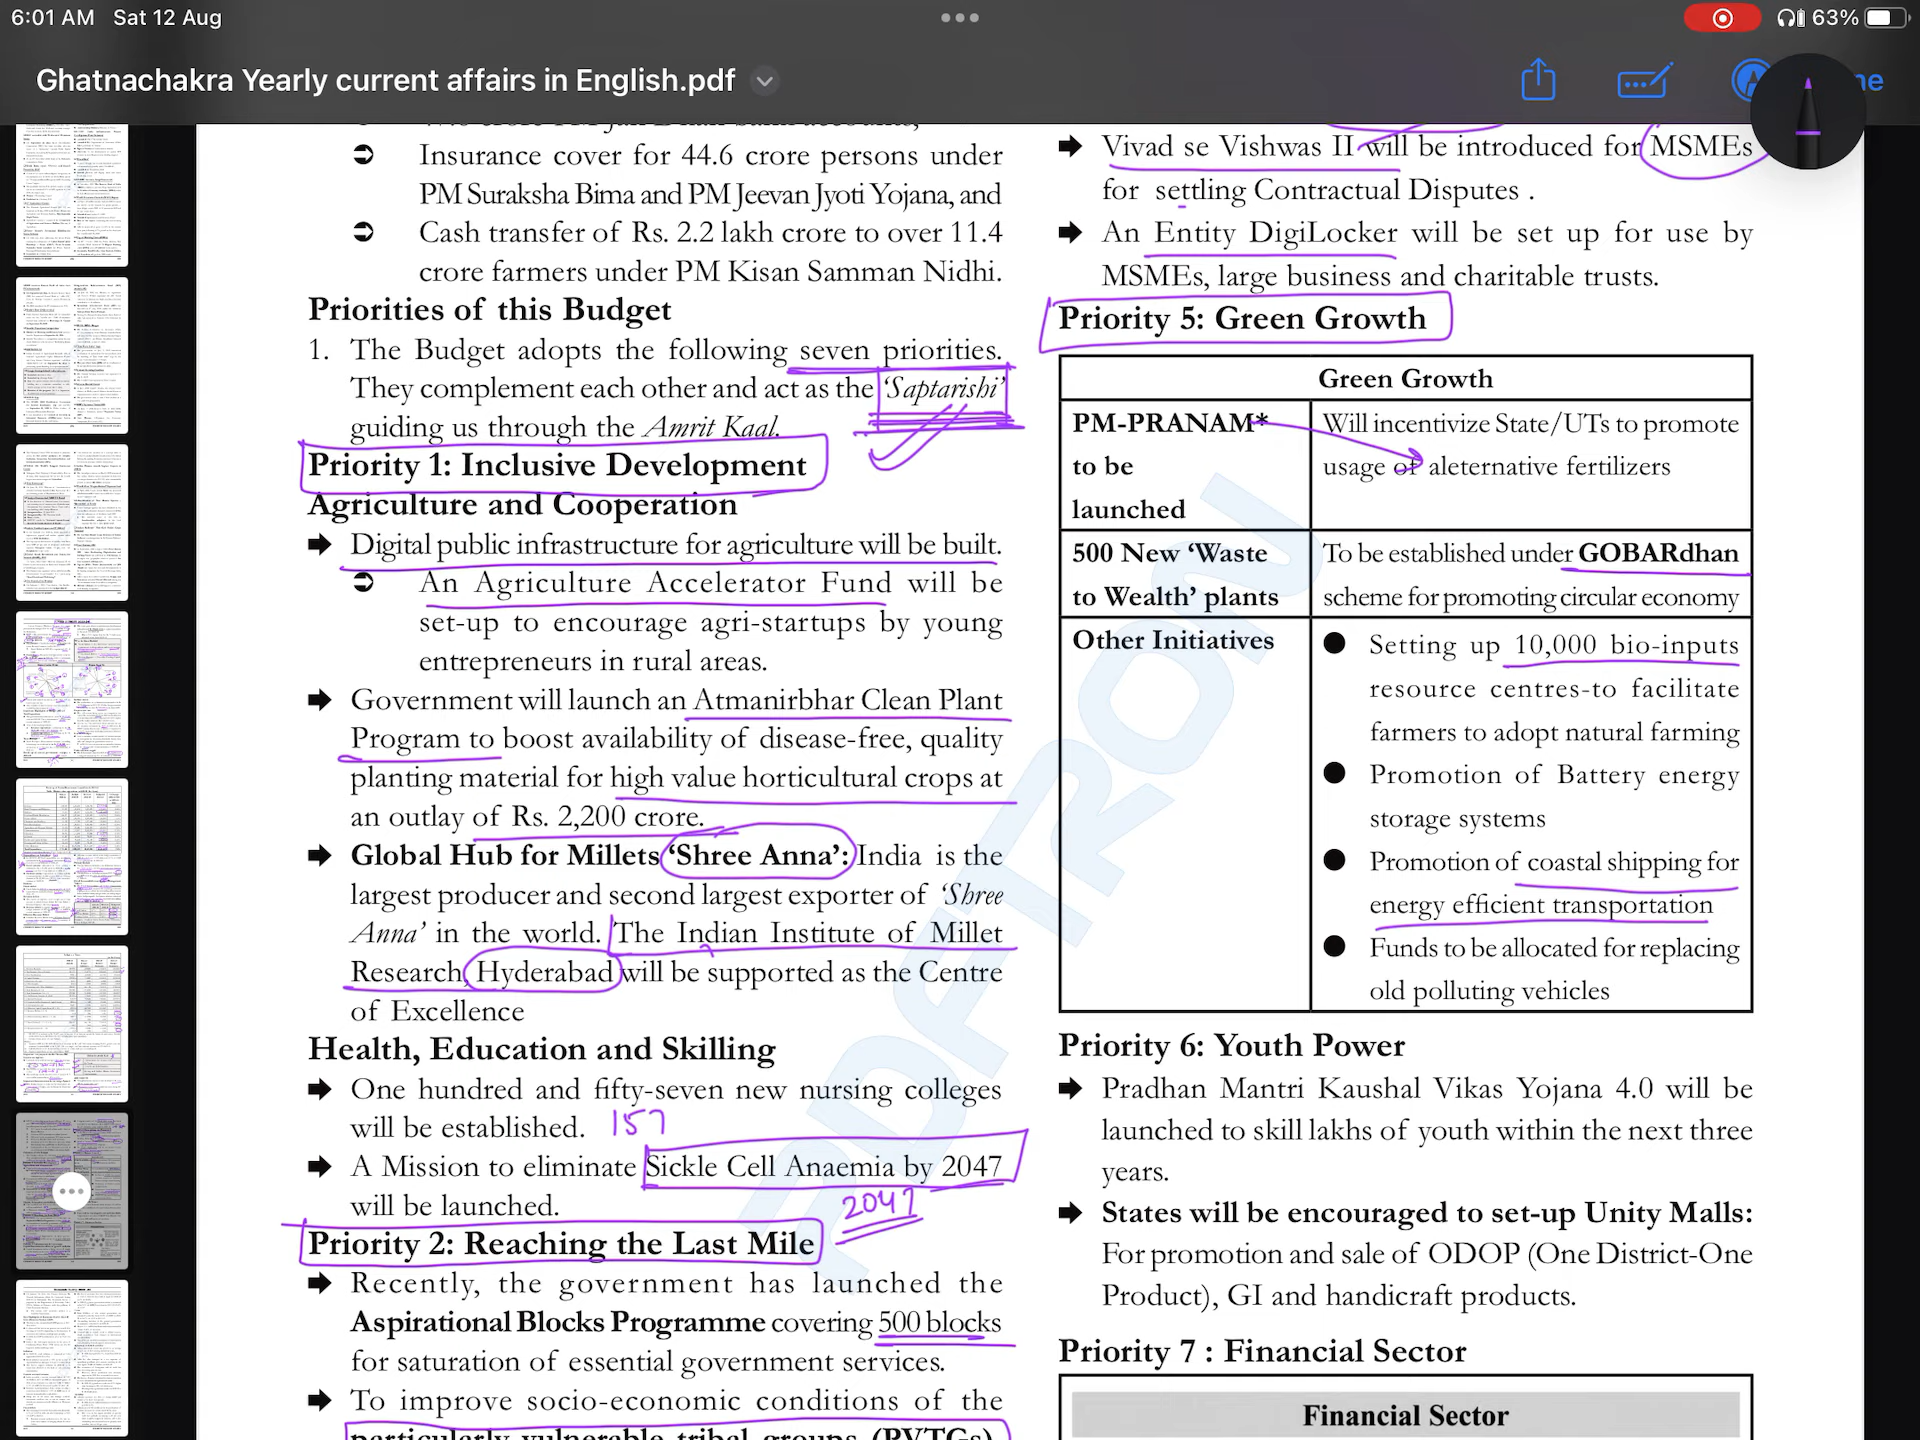 6:01 AM Sat 12 Aug
63%
Ghatnachakra Yearly current affairs in English.pdf
Insurance cover for 44.6 crore persons under
PM Suraksha Bima and PM Jeevan Jyoti Yojana, and
Cash transfer of Rs. 2.2 lakh crore to over 11.4
crore farmers under PM Kisan Samman Nidhi.
Priorities of this Budget
1. The Budget adopts the following seven priorities.
They complement each other and act as the ‘Saptarishi’
guiding us through the Amrit Kaal.
Priority 1: Inclusive Development
Agriculture and Cooperation
Digital public infrastructure for agriculture will be built.
An Agriculture Accelerator Fund will be
set-up to encourage agri-startups by young
entrepreneurs in rural areas.
Government will launch an Atmanirbhar Clean Plant
Program to boost availability of disease-free, quality
planting material for high value horticultural crops at
an outlay of Rs. 2,200 crore.
Global Hub for Millets ‘Shree Anna’: India is the
largest producer and second largest exporter of ‘Shree
Anna’ in the world. The Indian Institute of Millet
Research, Hyderabad will be supported as the Centre
of Excellence
Health, Education and Skilling
One hundred and fifty-seven new nursing colleges
will be established. 157
A Mission to eliminate Sickle Cell Anaemia by 2047
will be launched. 2047
Priority 2: Reaching the Last Mile
Recently, the government has launched the
Aspirational Blocks Programme covering 500 blocks
for saturation of essential government services.
To improve socio-economic conditions of the
particularly vulnerable tribal groups (PVTGs),
Vivad se Vishwas II will be introduced for MSMEs
for settling Contractual Disputes .
An Entity DigiLocker will be set up for use by
MSMEs, large business and charitable trusts.
Priority 5: Green Growth
Green Growth
PM-PRANAM* Will incentivize State/UTs to promote
to be usage of aleternative fertilizers
launched
500 New ‘Waste To be established under GOBARdhan
to Wealth’ plants scheme for promoting circular economy
Other Initiatives Setting up 10,000 bio-inputs
resource centres-to facilitate
farmers to adopt natural farming
Promotion of Battery energy
storage systems
Promotion of coastal shipping for
energy efficient transportation
Funds to be allocated for replacing
old polluting vehicles
Priority 6: Youth Power
Pradhan Mantri Kaushal Vikas Yojana 4.0 will be
launched to skill lakhs of youth within the next three
years.
States will be encouraged to set-up Unity Malls:
For promotion and sale of ODOP (One District-One
Product), GI and handicraft products.
Priority 7 : Financial Sector
Financial Sector
PDFTRON